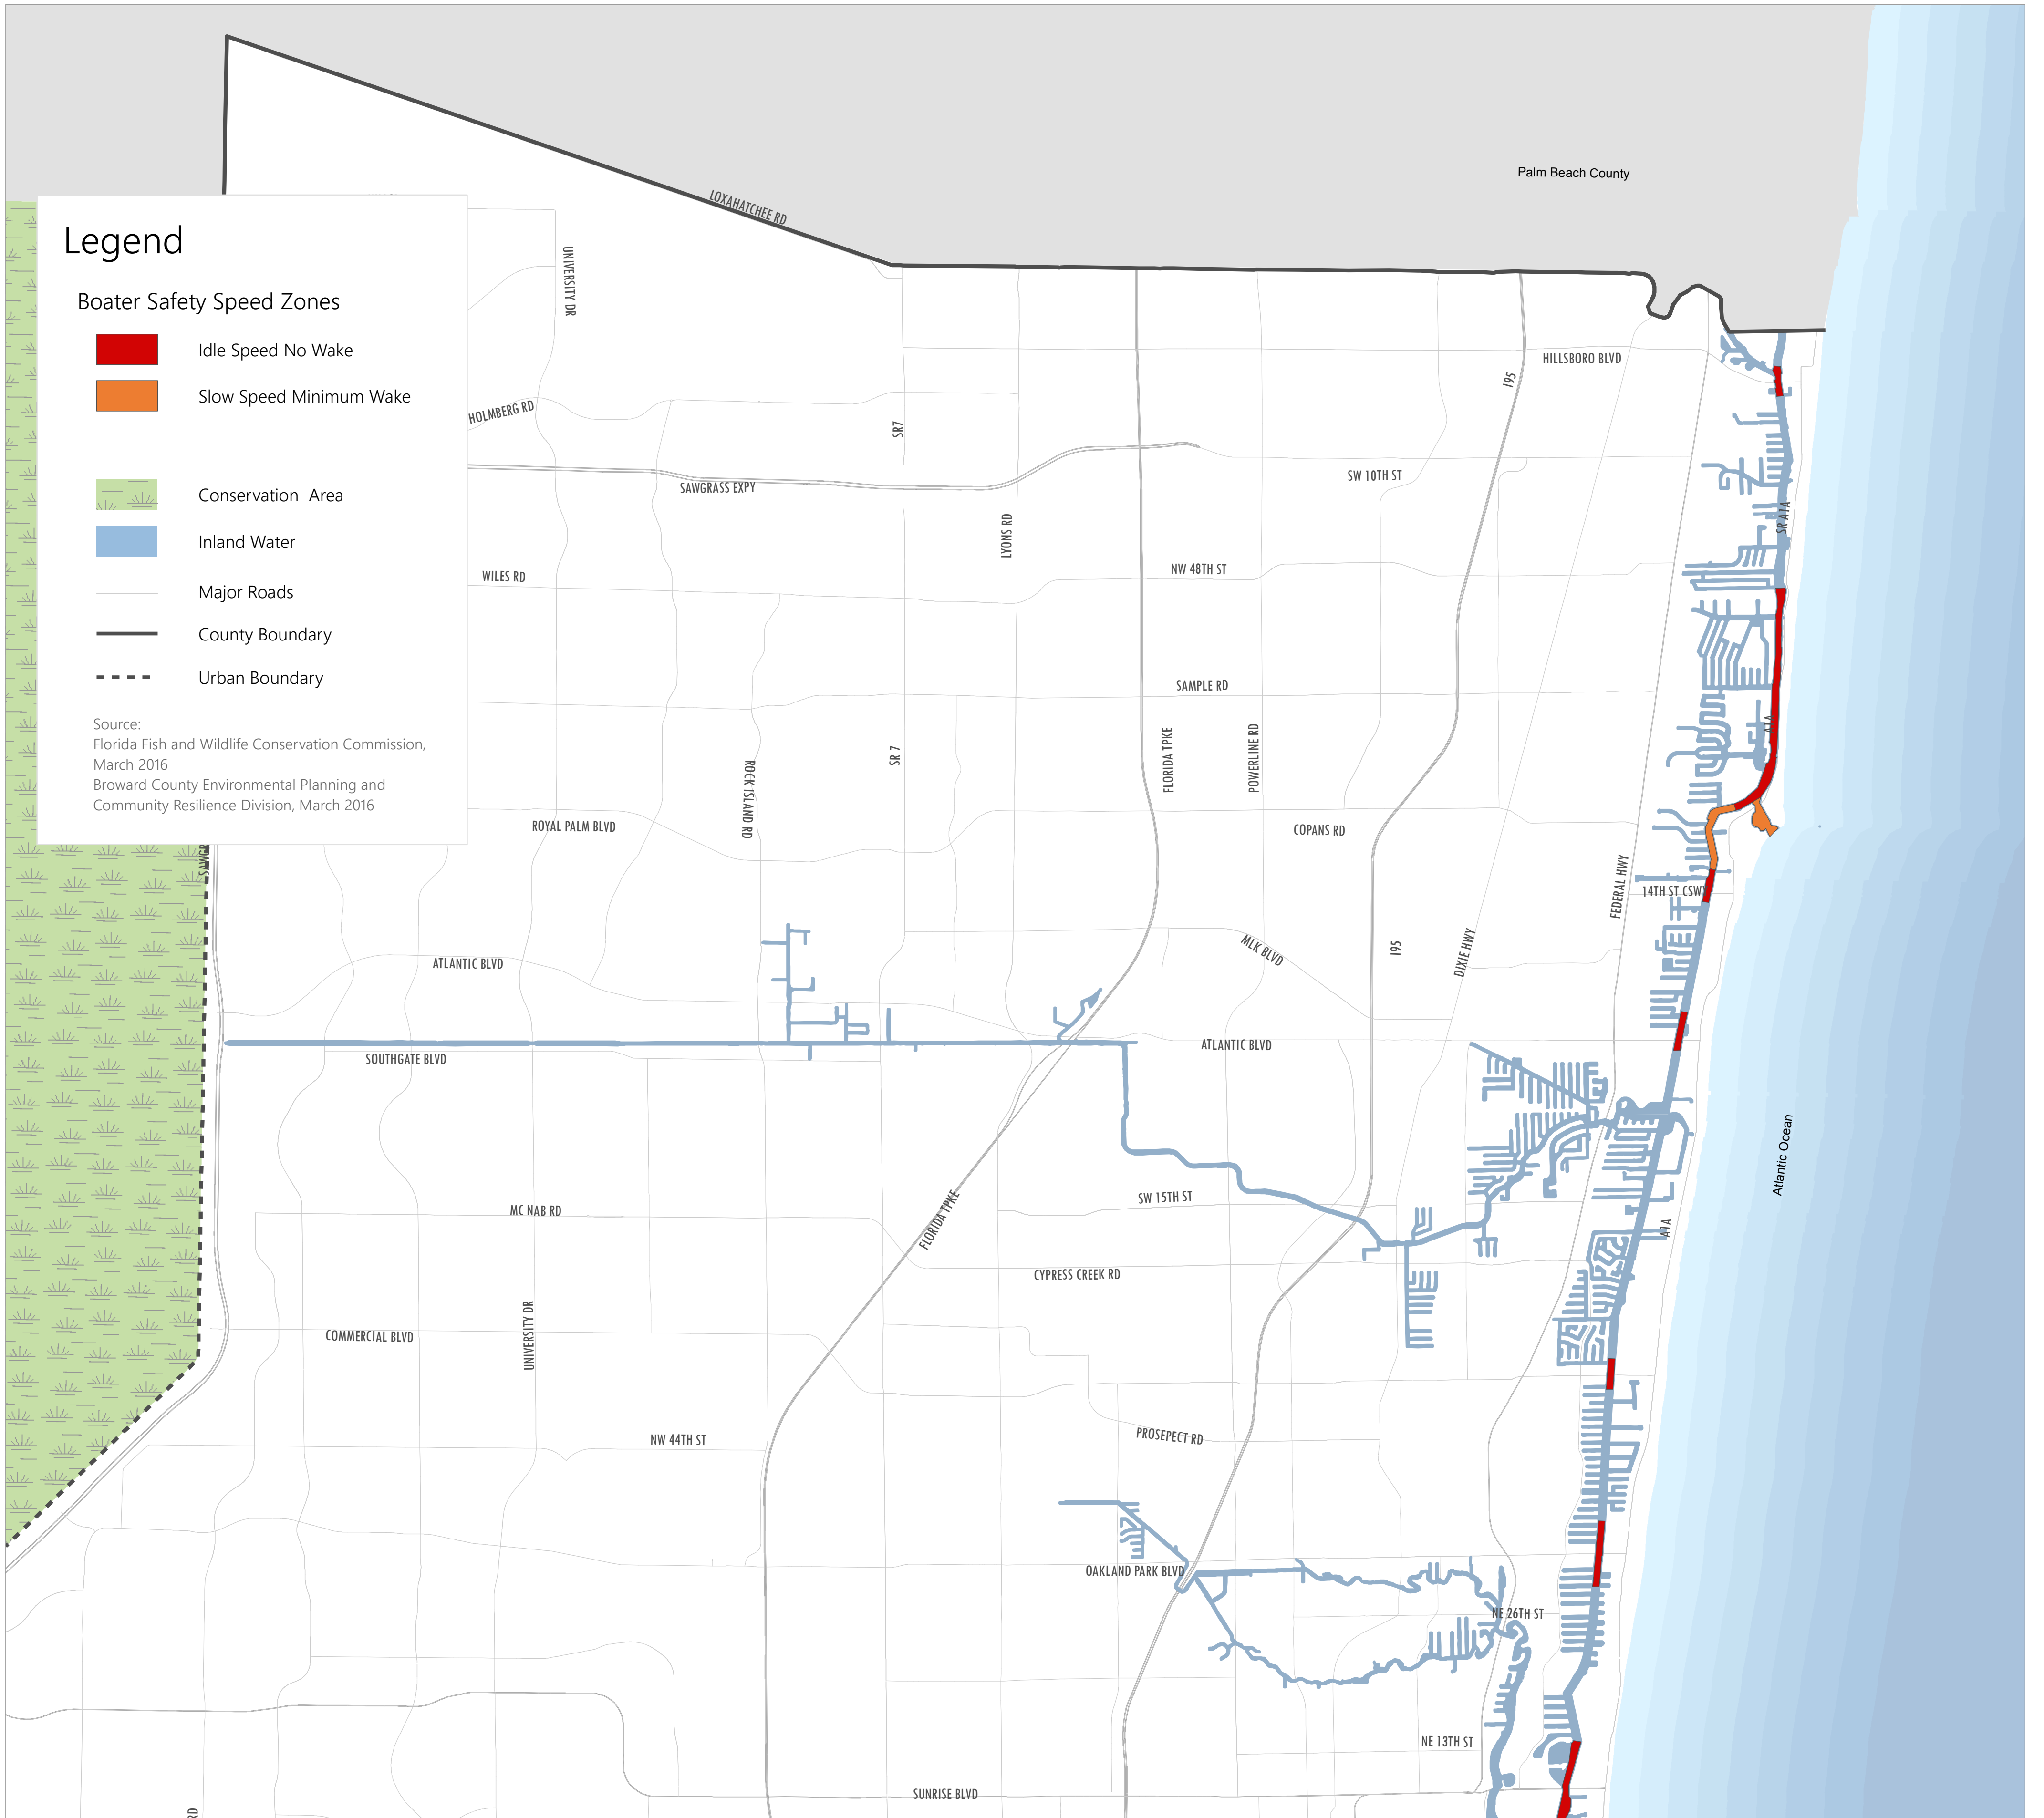 Palm Beach County
LOXAHATCHEE RD
Legend
Boater Safety Speed Zones
Idle Speed No Wake
Slow Speed Minimum Wake
Conservation Area
Inland Water
Major Roads
County Boundary
Urban Boundary
Source:
Florida Fish and Wildlife Conservation Commission,
March 2016
Broward County Environmental Planning and
Community Resilience Division, March 2016
UNIVERSITY DR
HILLSBORO BLVD
I95
HOLMBERG RD
SR7
SW 10TH ST
SAWGRASS EXPY
LYONS RD
SR A1A
NW 48TH ST
WILES RD
SAMPLE RD
A1A
SR 7
FLORIDA TPKE
POWERLINE RD
ROCK ISLAND RD
ROYAL PALM BLVD
COPANS RD
SAWG
FEDERAL HWY
14TH ST CSWY
MLK BLVD
I95
DIXIE HWY
ATLANTIC BLVD
ATLANTIC BLVD
SOUTHGATE BLVD
Atlantic Ocean
SW 15TH ST
MC NAB RD
FLORIDA TPKE
A1A
CYPRESS CREEK RD
COMMERCIAL BLVD
UNIVERSITY DR
PROSEPECT RD
NW 44TH ST
OAKLAND PARK BLVD
NE 26TH ST
NE 13TH ST
SUNRISE BLVD
RD